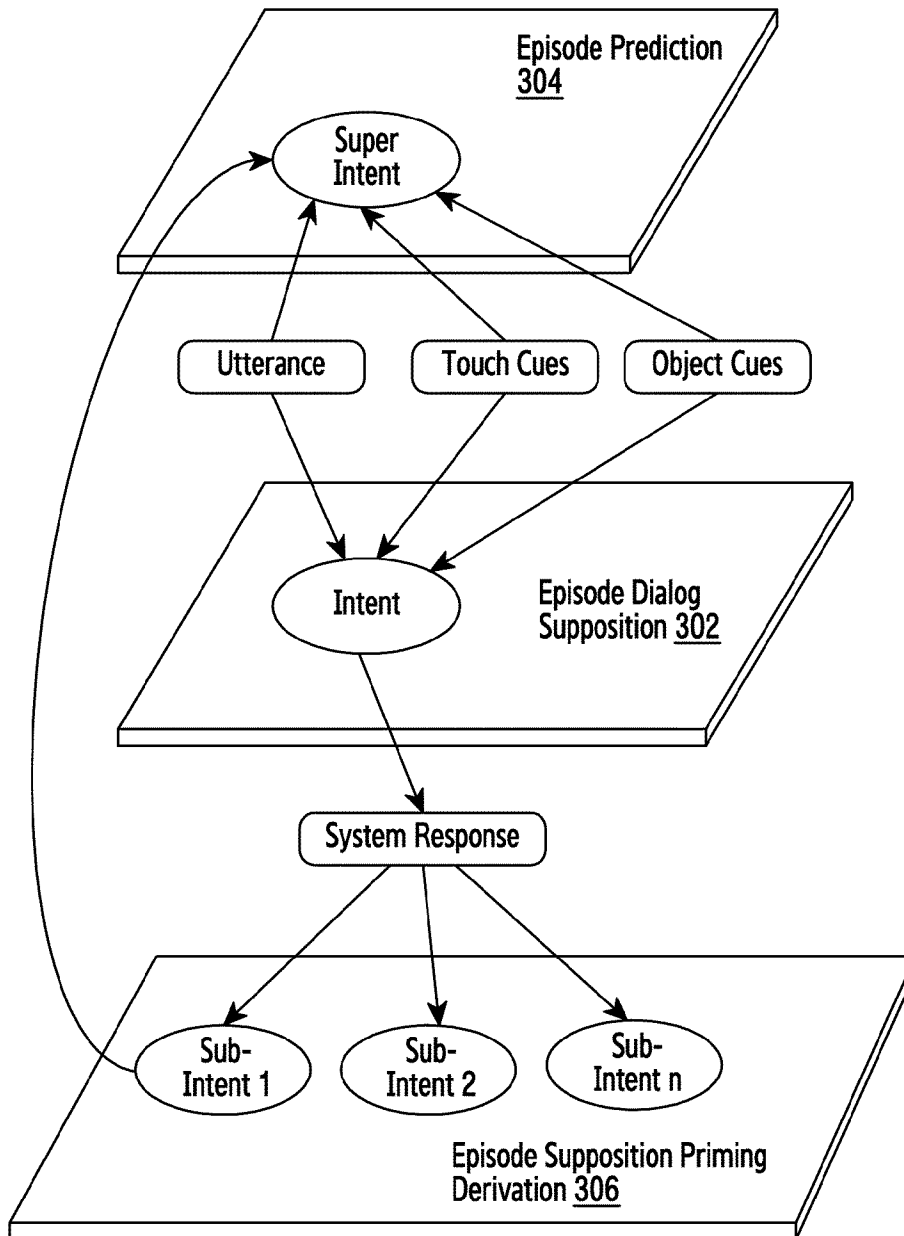 Episode Prediction
304
Super
Intent
Utterance
Touch Cues
Object Cues
Intent
Episode Dialog
Supposition 302
System Response
Sub-
Intent 1
Sub-
Intent 2
Sub-
Intent n
Episode Supposition Priming
Derivation 306